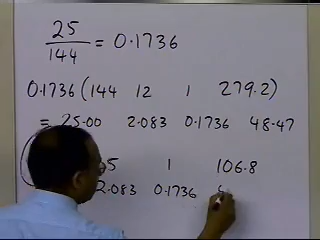 25
144 = 0.1736
0.1736 (144 12 1 279.2)
= 25.00 2.083 0.1736 48.47
5 1 106.8
2.083 0.1736